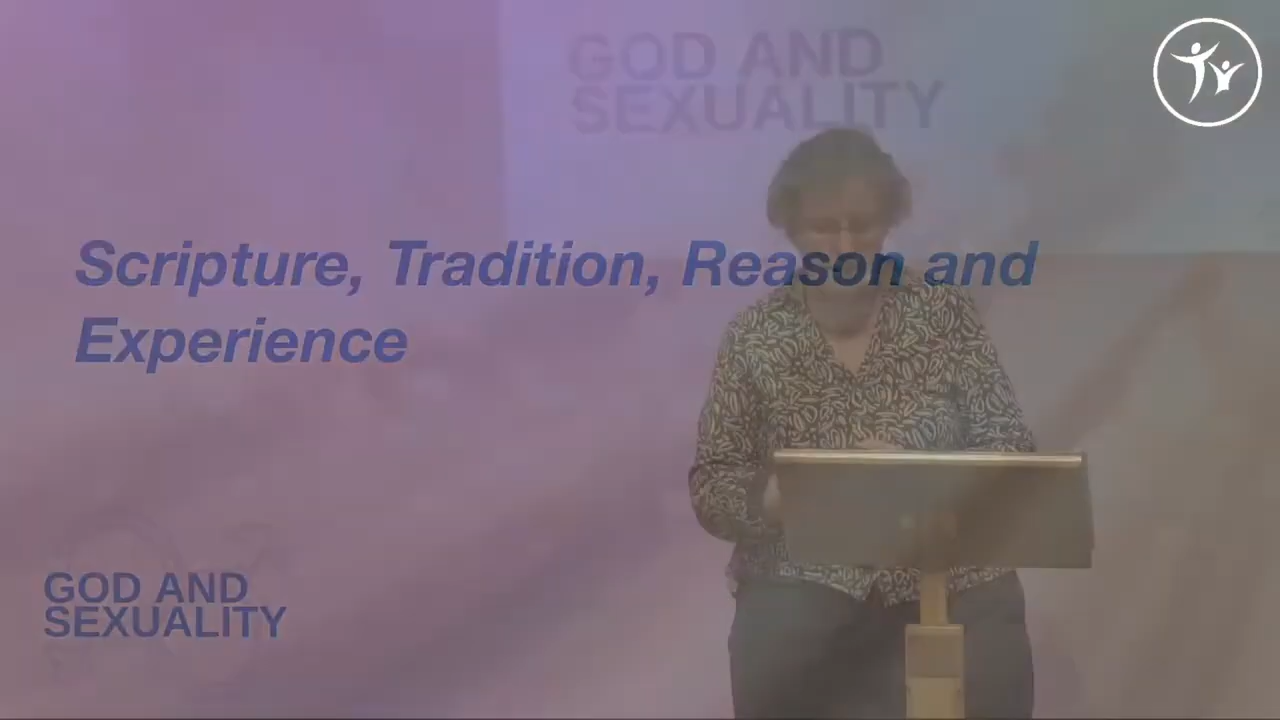 GOD AND
SEXUALITY
Scripture, Tradition, Reason and
Experience
GOD AND
SEXUALITY